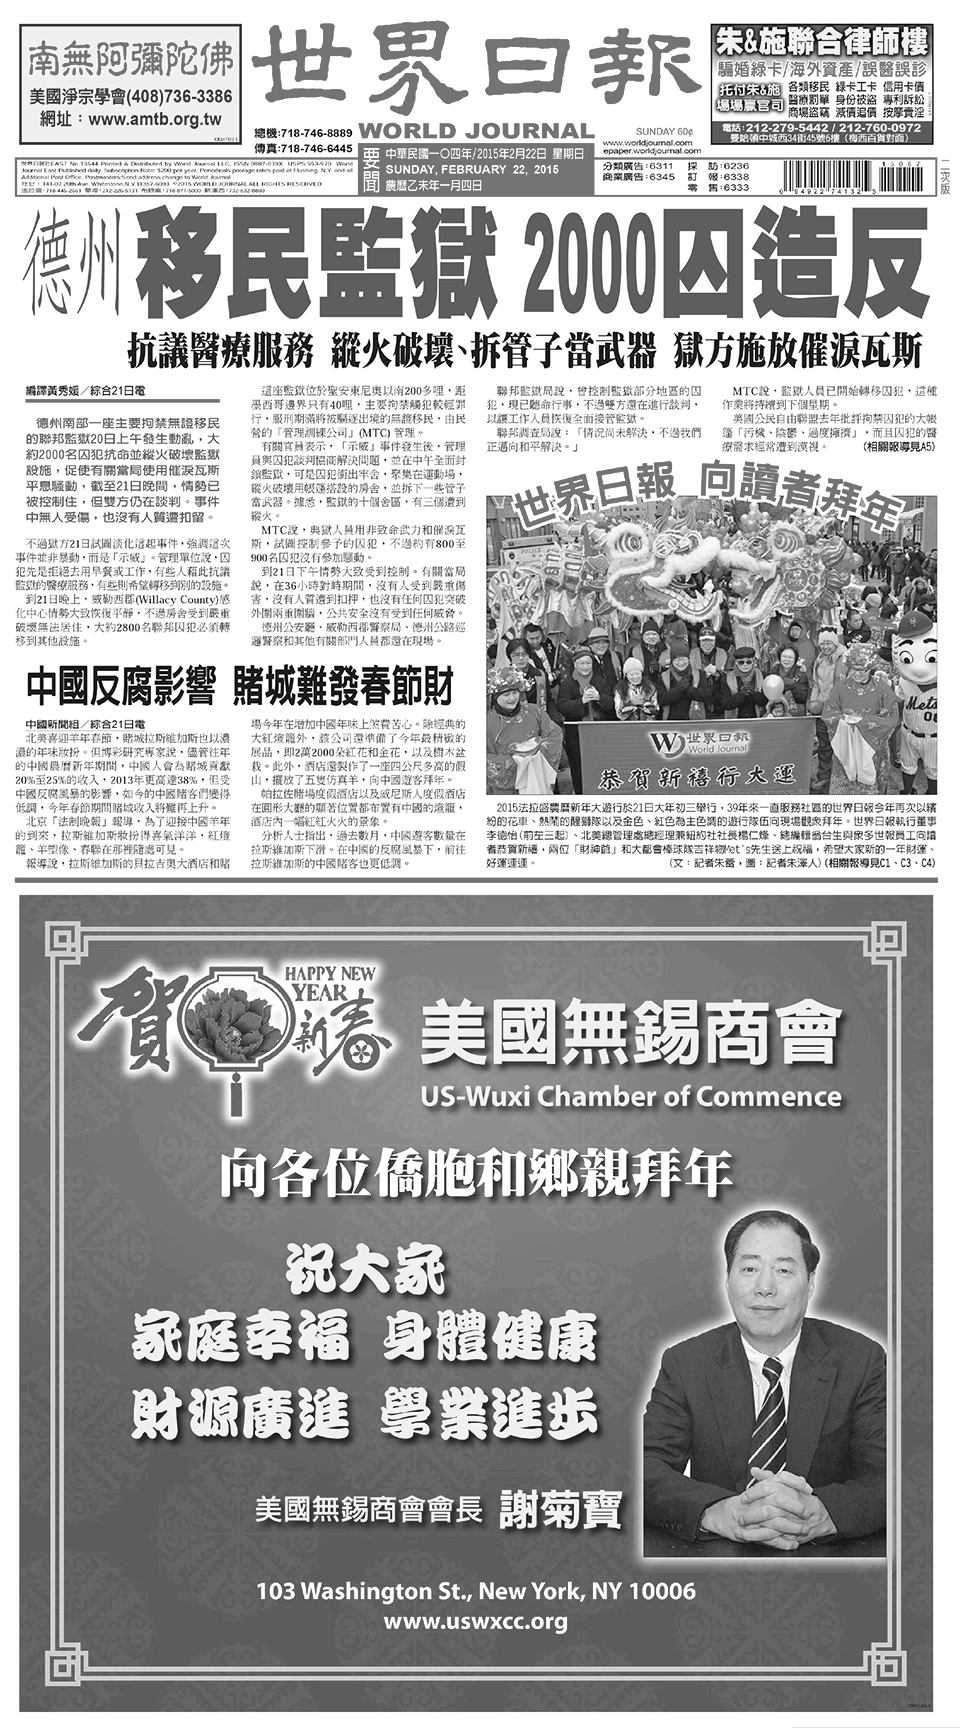 南無阿彌陀佛
美國淨宗學會(408)736-3386
網址：www.amtb.org.tw
世界日報
WORLD JOURNAL
總機:718-746-8889
傳真:718-746-6445
SUNDAY 60¢
www.worldjournal.com
epaper.worldjournal.com
朱&施聯合律師樓
騙婚綠卡/海外資產/誤醫誤診
托付朱&施
場場贏官司
各類移民 綠卡工卡 信用卡債
醫療罰單 身份被盜 專利訴訟
商場盜竊 減價追債 按摩賣淫
電話:212-279-5442 / 212-760-0972
曼哈頓中城西34街45號6樓（梅西百貨對面）
要聞
中華民國一〇四年/2015年2月22日 星期日
SUNDAY, FEBRUARY 22, 2015
農曆乙未年一月四日
分類廣告:6311 採 訪:6236
商業廣告:6345 訂 報:6338
零 售:6333
二次版
德州 移民監獄 2000囚造反
抗議醫療服務 縱火破壞、拆管子當武器 獄方施放催淚瓦斯
編譯黃秀媛／綜合21日電
德州南部一座主要拘禁無證移民
的聯邦監獄20日上午發生動亂，大
約2000名囚犯抗命並縱火破壞監獄
設施，促使有關當局使用催淚瓦斯
平息騷動，截至21日晚間，情勢已
被控制住，但雙方仍在談判。事件
中無人受傷，也沒有人質遭扣留。
不過獄方21日試圖淡化這起事件，強調這次
事件並非暴動，而是「示威」。管理單位說，囚
犯先是拒絕去用早餐或工作，有些人藉此抗議
監獄的醫療服務，有些則希望轉移到別的設施。
到21日晚上，威勒西郡(Willacy County)感
化中心情勢大致恢復平靜，不過房舍受到嚴重
破壞無法居住，大約2800名聯邦囚犯必須轉
移到其他設施。
這座監獄位於聖安東尼奧以南200多哩，距
墨西哥邊界只有40哩，主要拘禁觸犯較輕罪
行，服刑期滿將被驅逐出境的無證移民，由民
營的「管理訓練公司」(MTC) 管理。
有關官員表示，「示威」事件發生後，管理
員與囚犯談判協商解決問題，並在中午全面封
鎖監獄，可是囚犯衝出牢舍，聚集在運動場，
縱火破壞用帳篷搭設的房舍，並拆下一些管子
當武器。據悉，監獄的十個舍區，有三個遭到
縱火。
MTC說，典獄人員用非致命武力和催淚瓦
斯，試圖控制參予的囚犯，不過約有800至
900名囚犯沒有參加騷動。
到21日下午情勢大致受到控制。有關當局
說，在36小時對峙期間，沒有人受到嚴重傷
害，沒有人質遭到扣押，也沒有任何囚犯突破
外圍兩重圍牆，公共安全沒有受到任何威脅。
德州公安廳、威勒西郡警察局、德州公路巡
邏警察和其他有關部門人員都還在現場。
聯邦監獄局說，曾控制監獄部分地區的囚
犯，現已聽命行事，不過雙方還在進行談判，
以讓工作人員恢復全面接管監獄。
聯邦調查局說：「情況尚未解決，不過我們
正邁向和平解決。」
MTC說，監獄人員已開始轉移囚犯，這種
作業將持續到下個星期。
美國公民自由聯盟去年批評拘禁囚犯的大帳
篷「污穢、陰鬱、過度擁擠」，而且囚犯的醫
療需求經常遭到漠視。 （相關報導見A5）
世界日報 向讀者拜年
POLICE
Mets
W 世界日報
World Journal
恭賀新禧行大運
2015法拉盛農曆新年大遊行於21日大年初三舉行，39年來一直服務社區的世界日報今年再次以繽
紛的花車、熱鬧的醒獅隊以及金色、紅色為主色調的遊行隊伍向現場觀眾拜年。世界日報執行董事
李德怡(前左三起)、北美總管理處總經理兼紐約社社長楊仁烽、總編輯翁台生與眾多世報員工向讀
者恭賀新禧，兩位「財神爺」和大都會棒球隊吉祥物Met's先生送上祝福，希望大家新的一年財運、
好運連連。 （文：記者朱蕾，圖：記者朱澤人）(相關報導見C1、C3、C4)
中國反腐影響 賭城難發春節財
中國新聞組／綜合21日電
北美喜迎羊年春節，賭城拉斯維加斯也以濃
濃的年味妝扮。但博彩研究專家說，儘管往年
的中國農曆新年期間，中國人會為賭城貢獻
20%至25%的收入，2013年更高達38%，但受
中國反腐風暴的影響，如今的中國賭客們變得
低調，今年春節期間賭城收入將難再上升。
北京「法制晚報」報導，為了迎接中國羊年
的到來，拉斯維加斯妝扮得喜氣洋洋，紅燈
籠、羊塑像、春聯在那裡隨處可見。
報導說，拉斯維加斯的貝拉吉奧大酒店和賭
場今年在增加中國年味上煞費苦心。除經典的
大紅燈籠外，該公司還準備了今年最精緻的
展品，即2萬2000朵紅花和金花，以及樹木盆
栽。此外，酒店還製作了一座四公尺多高的假
山，擺放了五隻仿真羊，向中國遊客拜年。
帕拉佐賭場度假酒店以及威尼斯人度假酒店
在圓形大廳的顯著位置都布置有中國的燈籠，
酒店內一幅紅紅火火的景象。
分析人士指出，過去數月，中國遊客數量在
拉斯維加斯下滑。在中國的反腐風暴下，前往
拉斯維加斯的中國賭客也更低調。
賀新春
HAPPY NEW
YEAR
美國無錫商會
US-Wuxi Chamber of Commence
向各位僑胞和鄉親拜年
祝大家
家庭幸福 身體健康
財源廣進 學業進步
美國無錫商會會長 謝菊寶
103 Washington St., New York, NY 10006
www.uswxcc.org